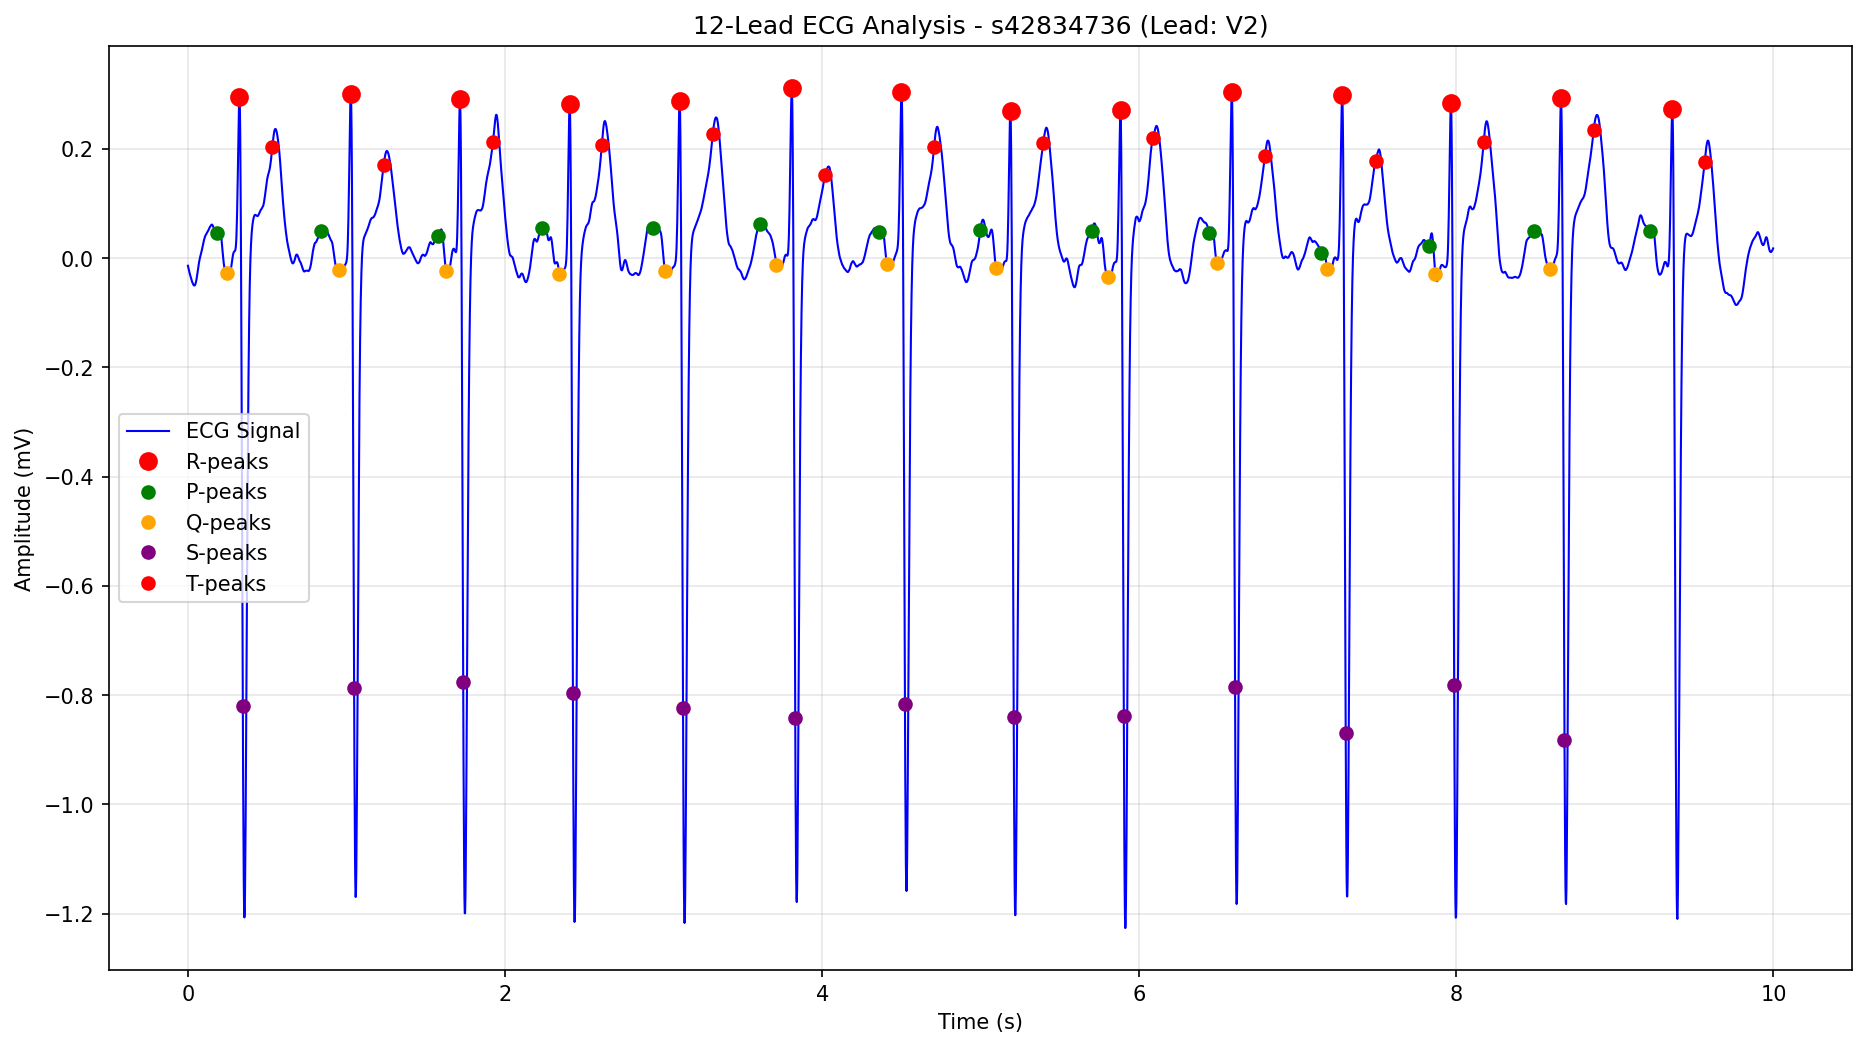 12-Lead ECG Analysis - s42834736 (Lead: V2)
Amplitude (mV)
0.2
0.0
−0.2
−0.4
−0.6
−0.8
−1.0
−1.2
ECG Signal
R-peaks
P-peaks
Q-peaks
S-peaks
T-peaks
0 2 4 6 8 10
Time (s)